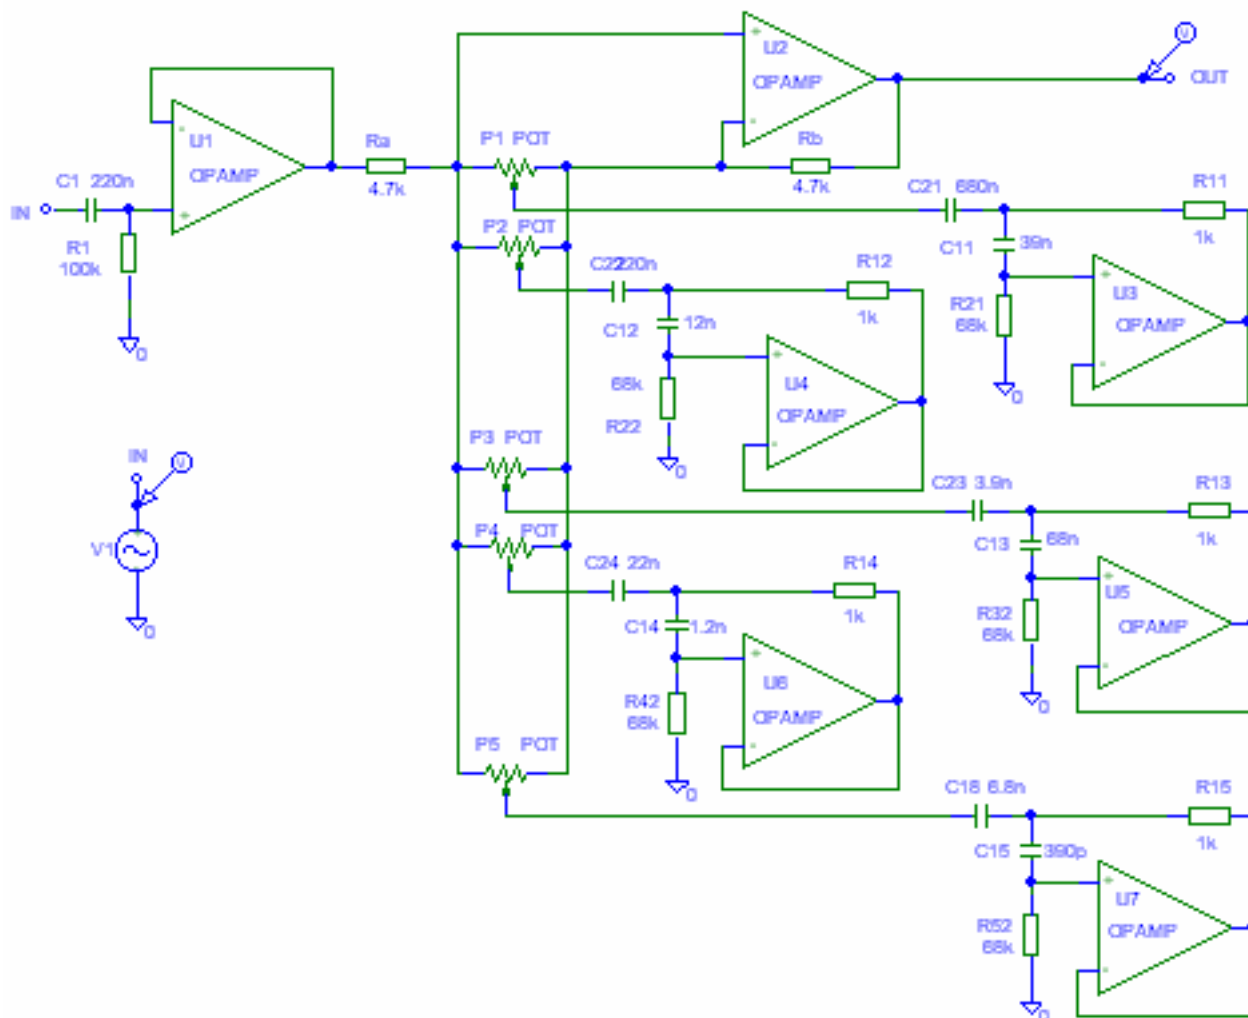 U2
OPAMP
V
OUT
U1
OPAMP
Ra
4.7k
P1 POT
Rb
4.7k
C1 220n
IN
R1
100k
0
C21 680n
R11
1k
P2 POT
C11
39n
R21
68k
U3
OPAMP
0
C22 220n
R12
1k
C12
12n
68k
R22
U4
OPAMP
0
IN
V
V1
0
P3 POT
C23 3.9n
R13
1k
C13
68n
R32
68k
U5
OPAMP
0
P4 POT
C24 22n
R14
1k
C14
1.2n
R42
68k
U6
OPAMP
0
P5 POT
C18 6.8n
R15
1k
C15
390p
R52
68k
U7
OPAMP
0